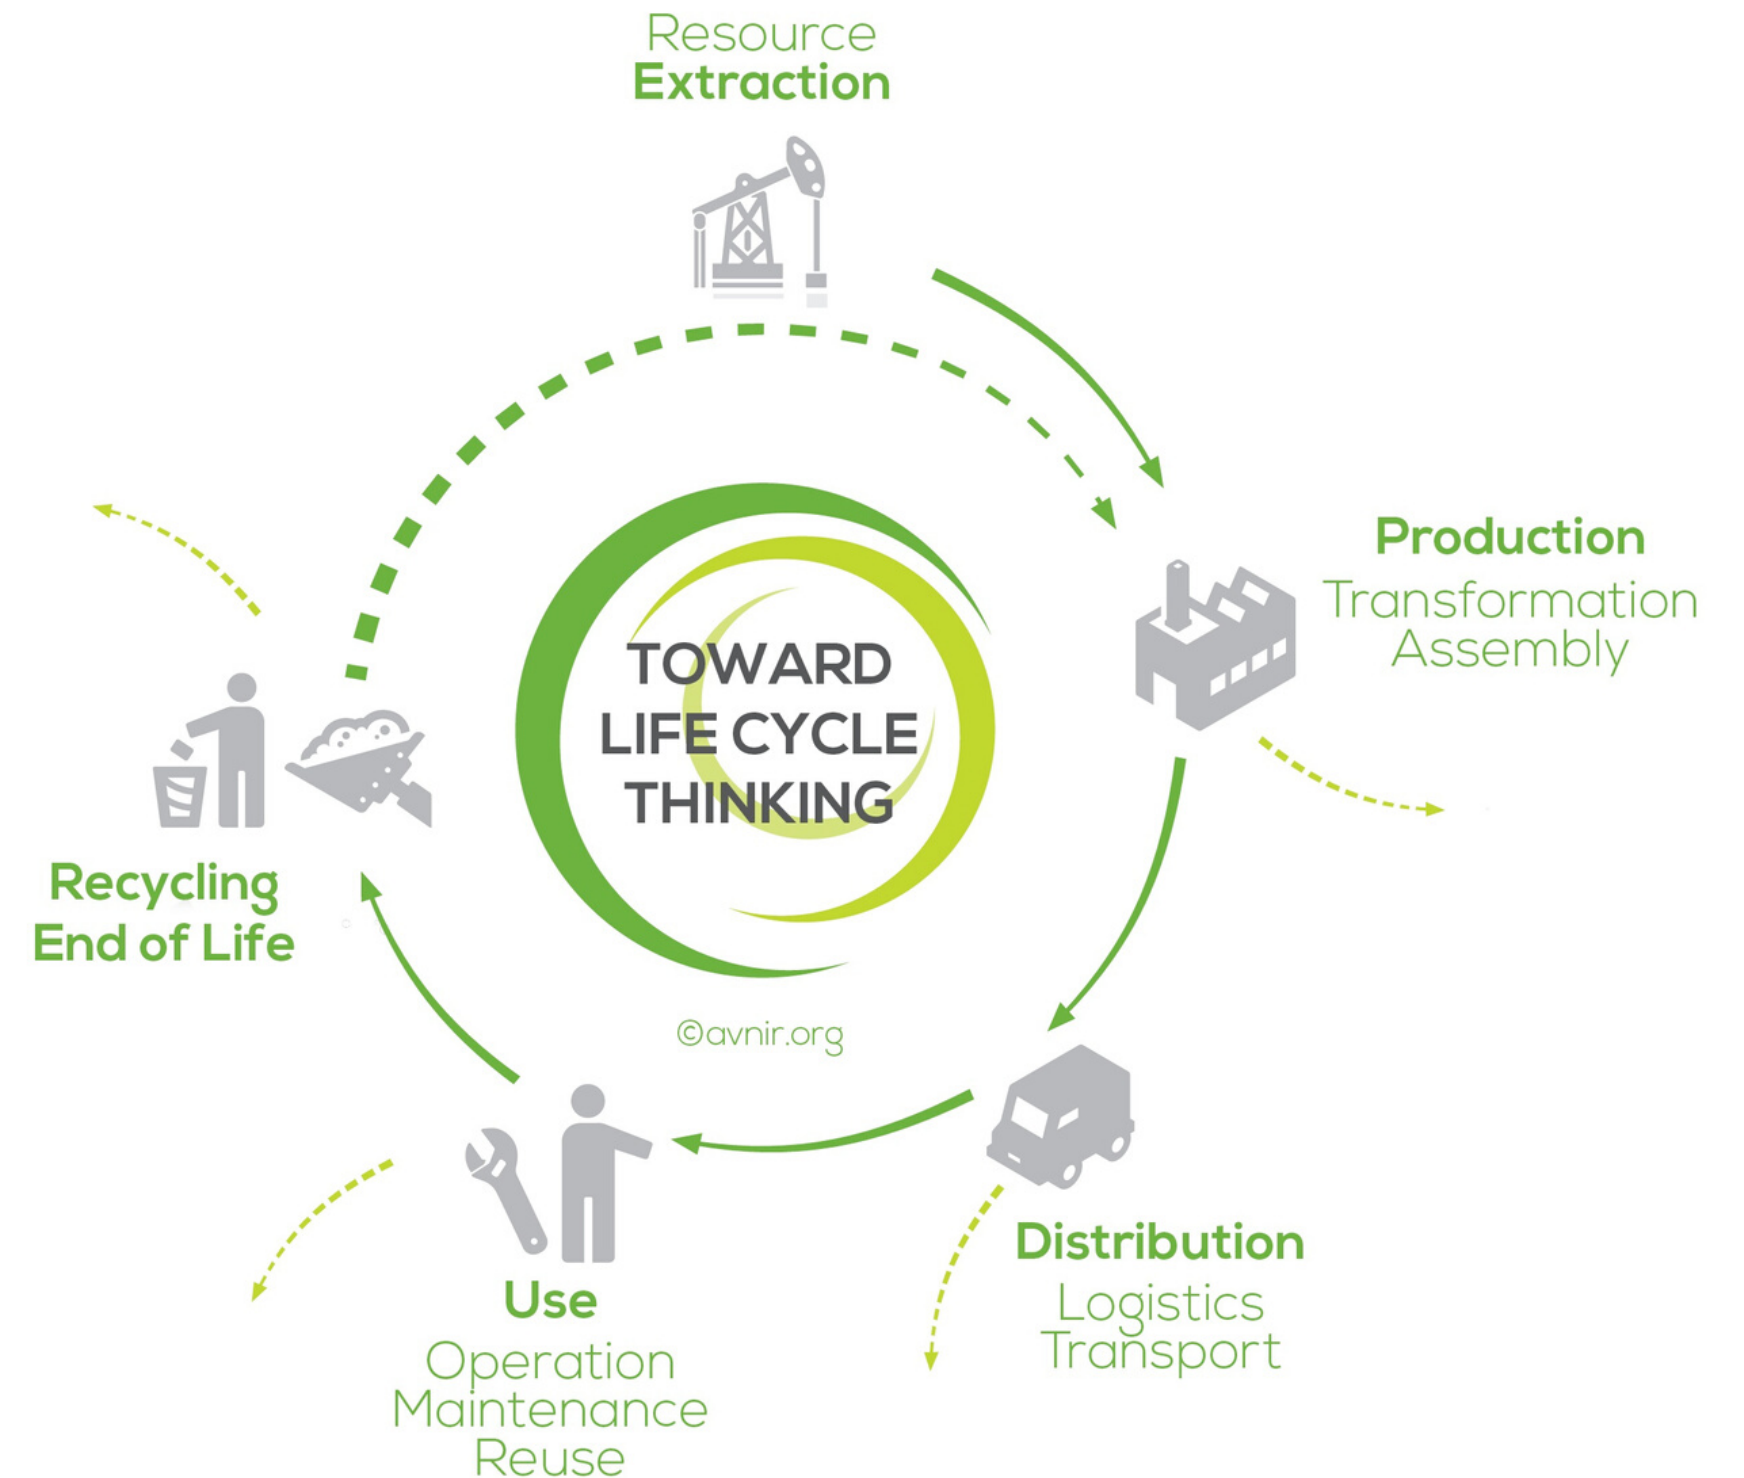 Resource
Extraction
Production
Transformation
Assembly
TOWARD
LIFE CYCLE
THINKING
Recycling
End of Life
©avnir.org
Distribution
Logistics
Transport
Use
Operation
Maintenance
Reuse